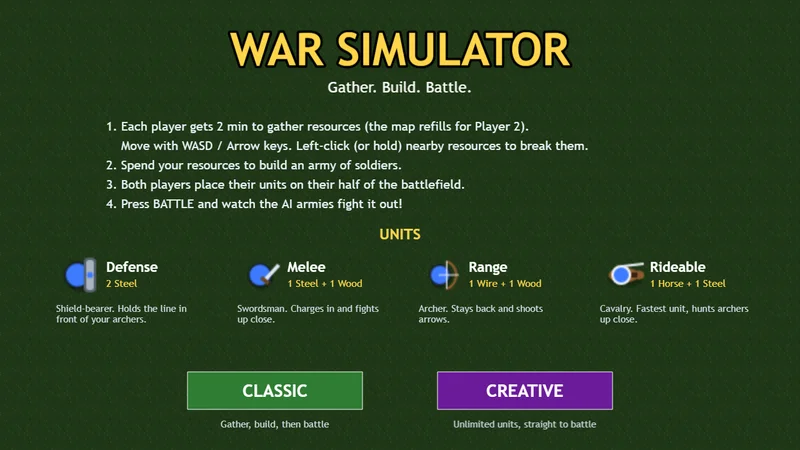 WAR SIMULATOR
Gather. Build. Battle.
1. Each player gets 2 min to gather resources (the map refills for Player 2).
Move with WASD / Arrow keys. Left-click (or hold) nearby resources to break them.
2. Spend your resources to build an army of soldiers.
3. Both players place their units on their half of the battlefield.
4. Press BATTLE and watch the AI armies fight it out!
UNITS
Defense
2 Steel
Shield-bearer. Holds the line in
front of your archers.
Melee
1 Steel + 1 Wood
Swordsman. Charges in and fights
up close.
Range
1 Wire + 1 Wood
Archer. Stays back and shoots
arrows.
Rideable
1 Horse + 1 Steel
Cavalry. Fastest unit, hunts archers
up close.
CLASSIC
Gather, build, then battle
CREATIVE
Unlimited units, straight to battle